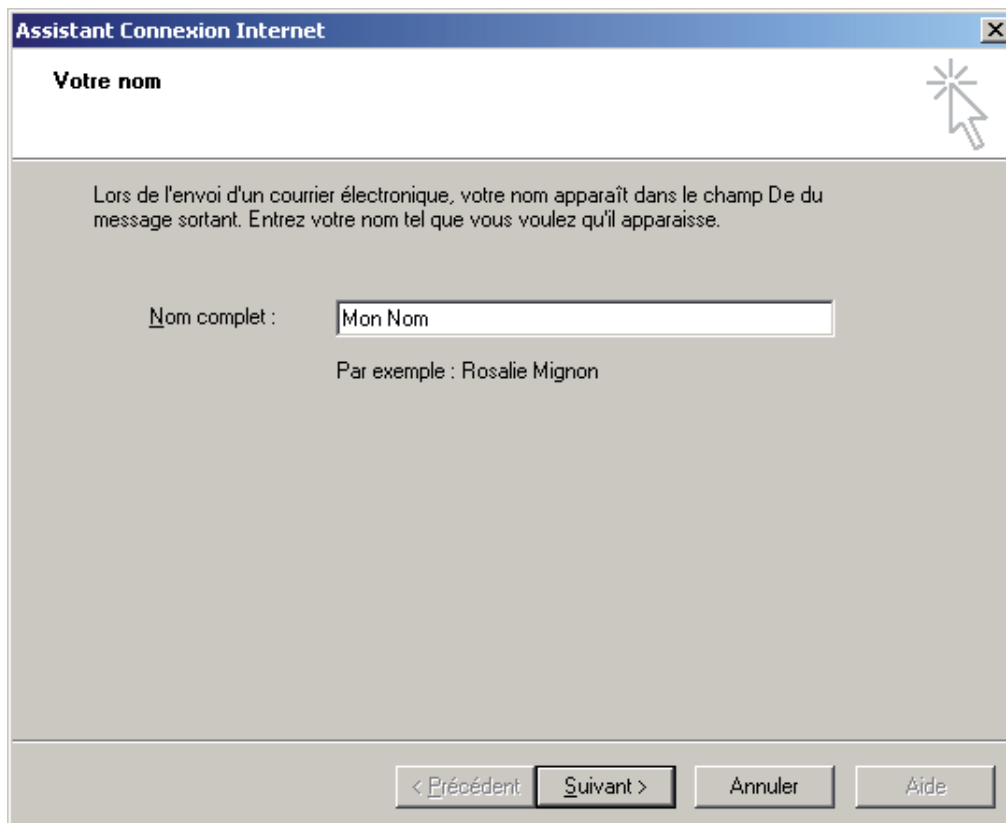 Assistant Connexion Internet
Votre nom
Lors de l'envoi d'un courrier électronique, votre nom apparaît dans le champ De du
message sortant. Entrez votre nom tel que vous voulez qu'il apparaisse.
Nom complet : Mon Nom
Par exemple : Rosalie Mignon
< Précédent Suivant > Annuler Aide